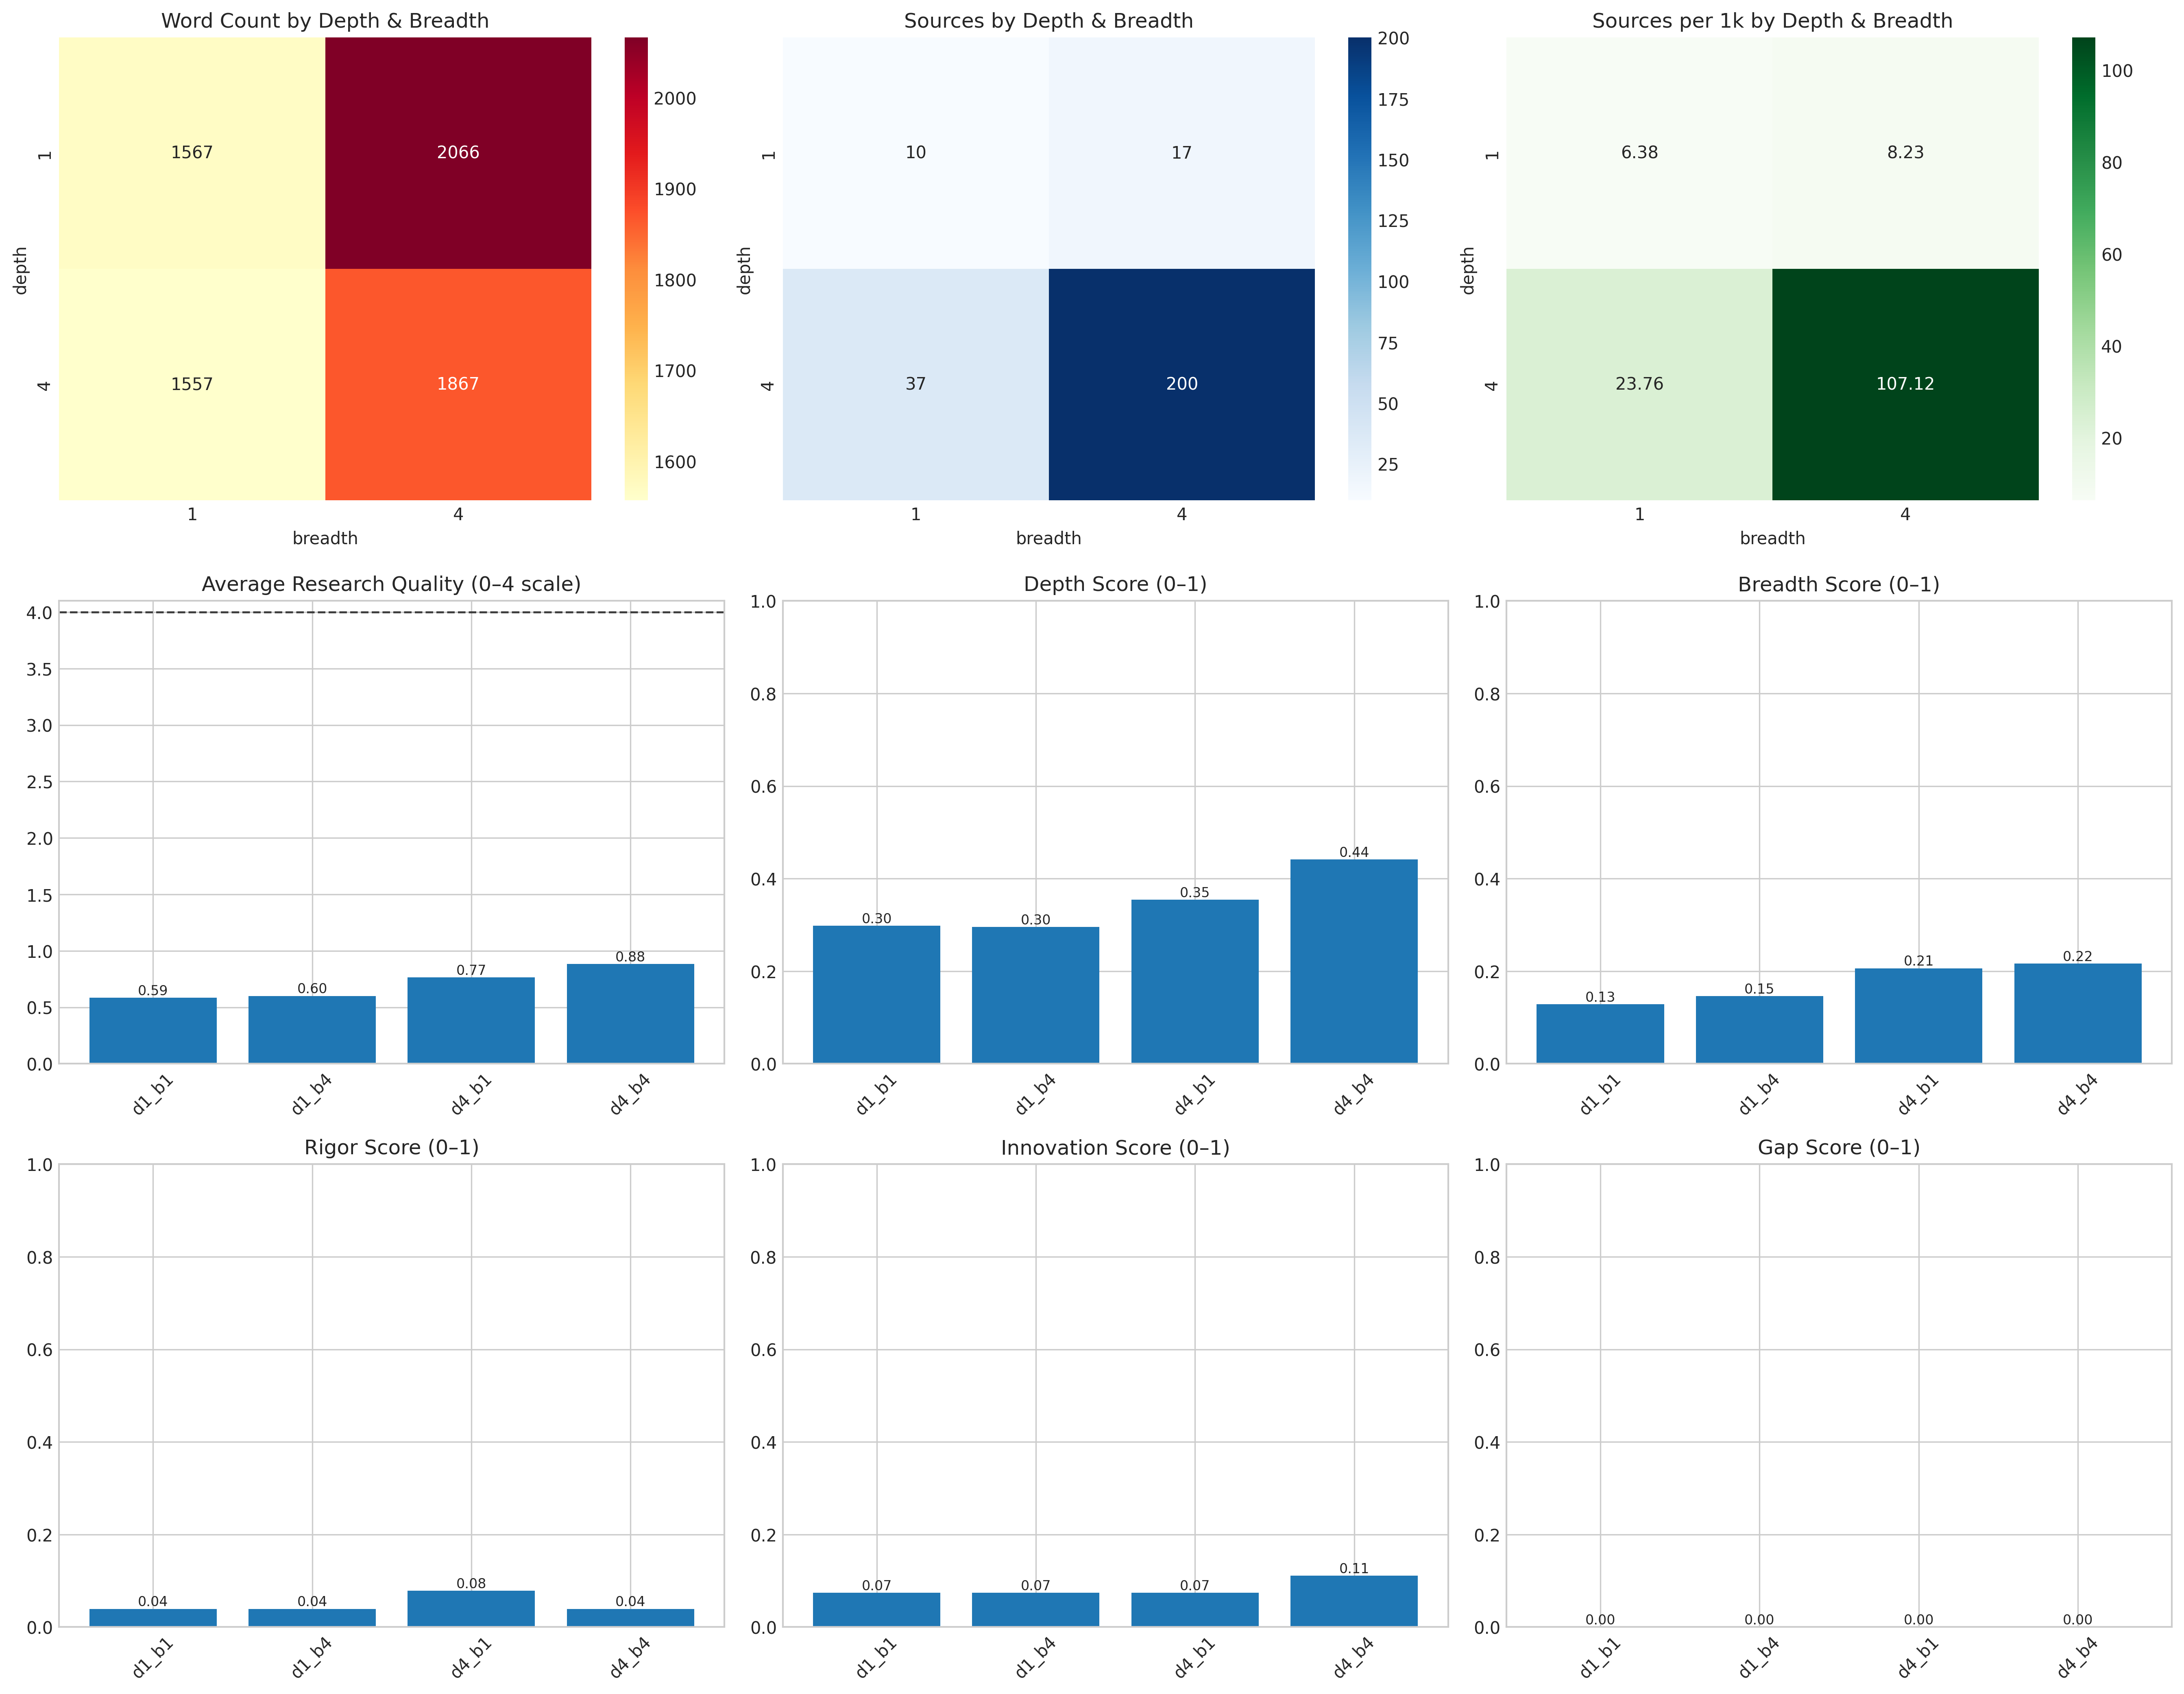 Word Count by Depth & Breadth
1567 2066
1557 1867
1
4
depth
1 4
breadth
2000
1900
1800
1700
1600
Sources by Depth & Breadth
10 17
37 200
1
4
depth
1 4
breadth
200
175
150
125
100
75
50
25
Sources per 1k by Depth & Breadth
6.38 8.23
23.76 107.12
1
4
depth
1 4
breadth
100
80
60
40
20
Average Research Quality (0–4 scale)
4.0
3.5
3.0
2.5
2.0
1.5
1.0
0.5
0.0
0.59 0.60 0.77 0.88
d1_b1 d1_b4 d4_b1 d4_b4
Depth Score (0–1)
1.0
0.8
0.6
0.4
0.2
0.0
0.30 0.30 0.35 0.44
d1_b1 d1_b4 d4_b1 d4_b4
Breadth Score (0–1)
1.0
0.8
0.6
0.4
0.2
0.0
0.13 0.15 0.21 0.22
d1_b1 d1_b4 d4_b1 d4_b4
Rigor Score (0–1)
1.0
0.8
0.6
0.4
0.2
0.0
0.04 0.04 0.08 0.04
d1_b1 d1_b4 d4_b1 d4_b4
Innovation Score (0–1)
1.0
0.8
0.6
0.4
0.2
0.0
0.07 0.07 0.07 0.11
d1_b1 d1_b4 d4_b1 d4_b4
Gap Score (0–1)
1.0
0.8
0.6
0.4
0.2
0.0
0.00 0.00 0.00 0.00
d1_b1 d1_b4 d4_b1 d4_b4